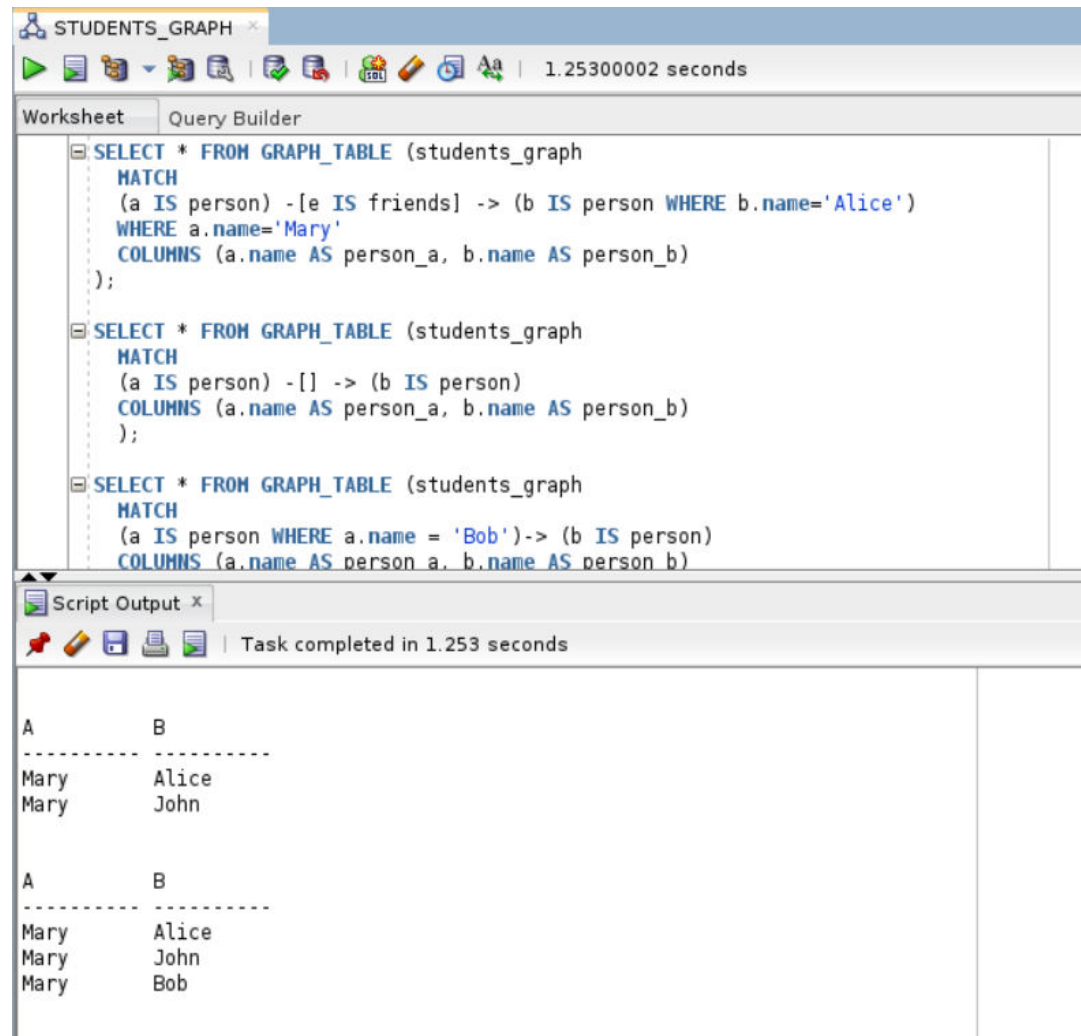 STUDENTS_GRAPH
1.25300002 seconds
Worksheet Query Builder
SELECT * FROM GRAPH_TABLE (students_graph
MATCH
(a IS person) -[e IS friends] -> (b IS person WHERE b.name='Alice')
WHERE a.name='Mary'
COLUMNS (a.name AS person_a, b.name AS person_b)
);
SELECT * FROM GRAPH_TABLE (students_graph
MATCH
(a IS person) -[] -> (b IS person)
COLUMNS (a.name AS person_a, b.name AS person_b)
);
SELECT * FROM GRAPH_TABLE (students_graph
MATCH
(a IS person WHERE a.name = 'Bob')-> (b IS person)
COLUMNS (a.name AS person_a, b.name AS person_b)
Script Output x
Task completed in 1.253 seconds
A B
---------- ----------
Mary Alice
Mary John
A B
---------- ----------
Mary Alice
Mary John
Mary Bob